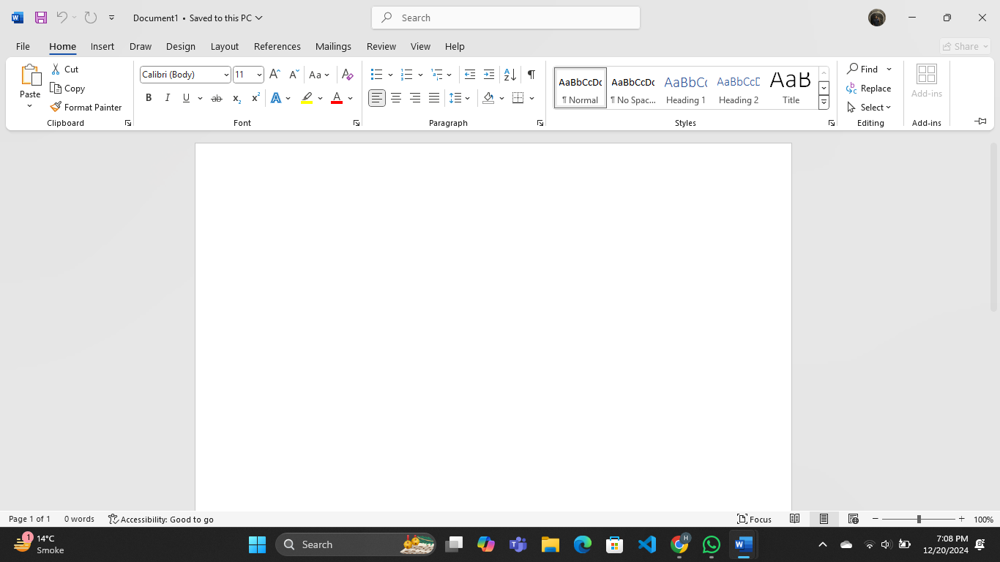 Document1 • Saved to this PC
Search
File Home Insert Draw Design Layout References Mailings Review View Help
Share
Paste
Cut
Copy
Format Painter
Clipboard
Calibri (Body) 11
Aa
B I U ab x₂ x² A A
Font
Paragraph
AaBbCcDc
¶ Normal
AaBbCcDc
¶ No Spac...
AaBbCc
Heading 1
AaBbCcD
Heading 2
AaB
Title
Styles
Find
Replace
Select
Editing
Add-ins
Add-ins
Page 1 of 1 0 words Accessibility: Good to go
Focus
100%
1
14°C
Smoke
Search
H
7:08 PM
12/20/2024